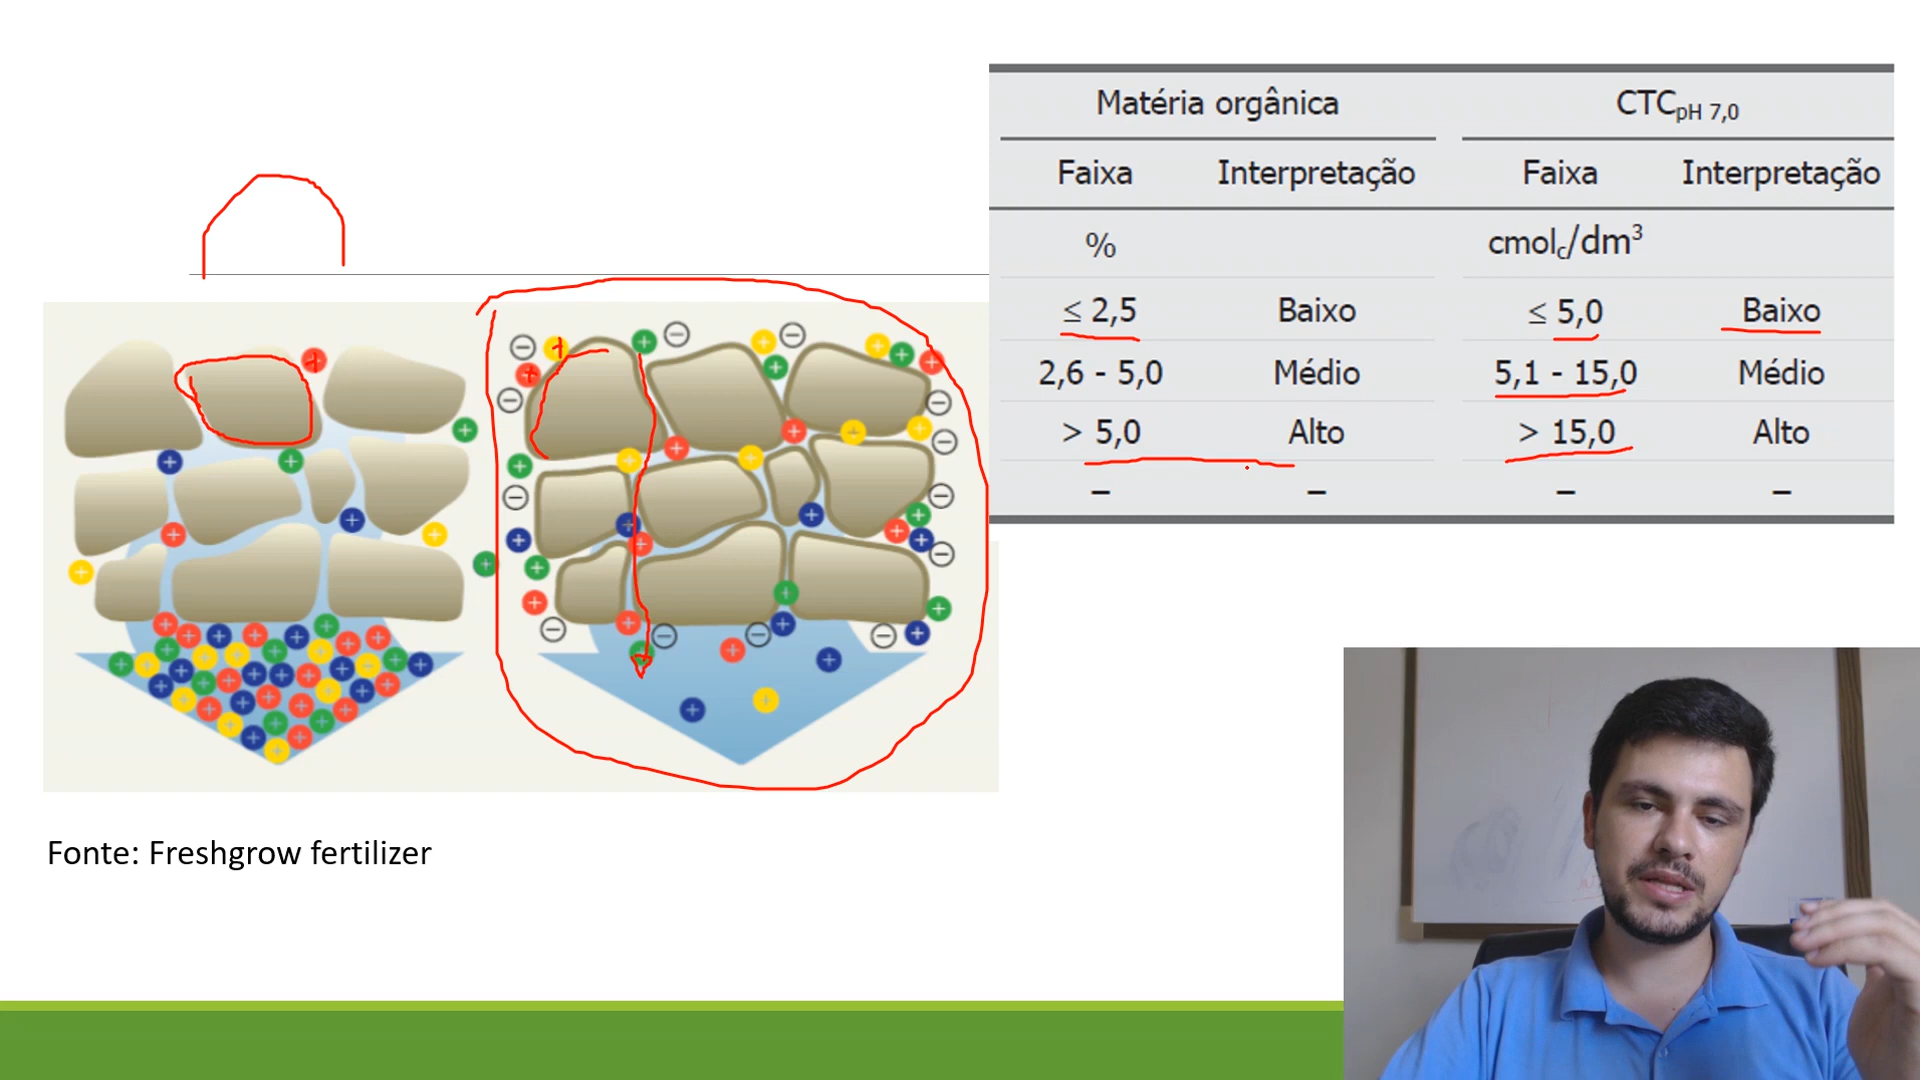 Matéria orgânica CTCpH 7,0
Faixa Interpretação Faixa Interpretação
% cmolc/dm³
≤ 2,5 Baixo ≤ 5,0 Baixo
2,6 - 5,0 Médio 5,1 - 15,0 Médio
> 5,0 Alto > 15,0 Alto
– – – –
Fonte: Freshgrow fertilizer